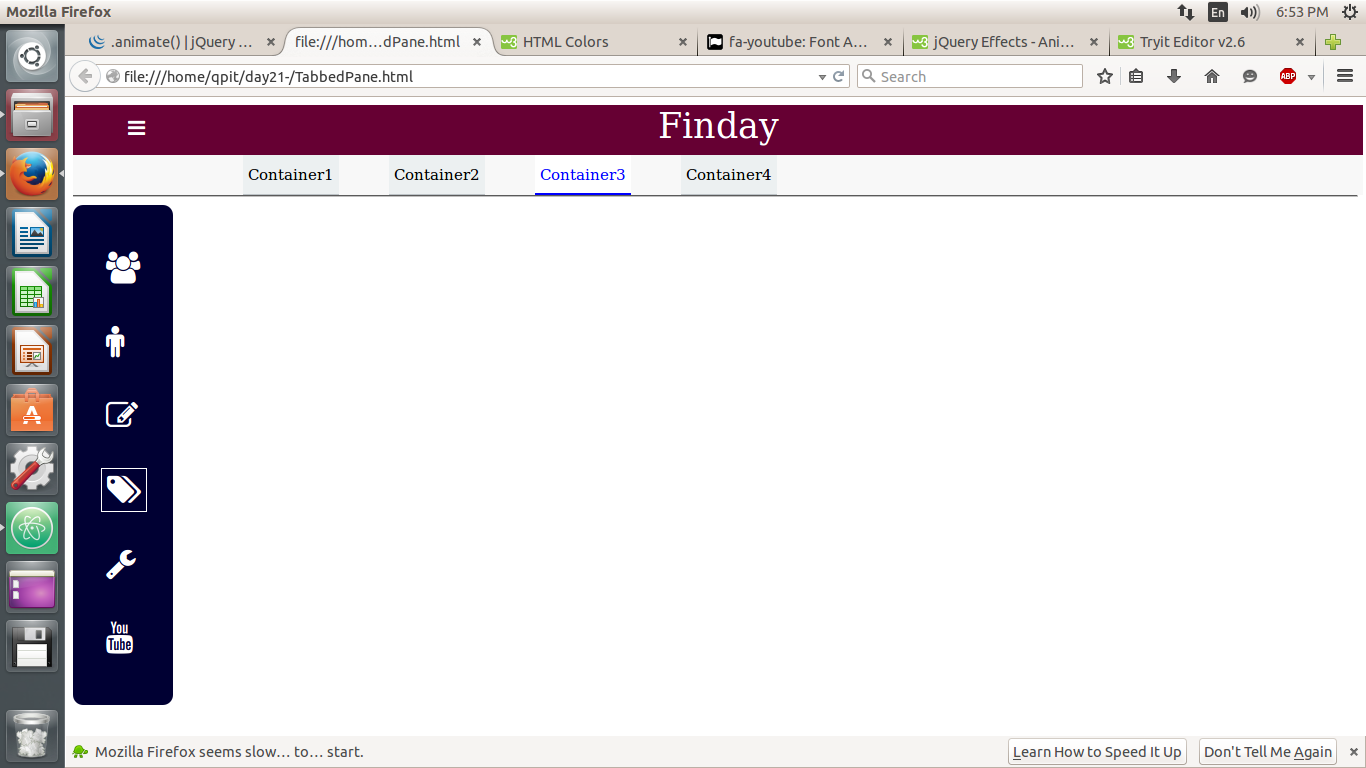 Mozilla Firefox
En
6:53 PM
.animate() | jQuery ...
file:///hom...dPane.html
HTML Colors
fa-youtube: Font A...
jQuery Effects - Ani...
Tryit Editor v2.6
file:///home/qpit/day21-/TabbedPane.html
Search
ABP
Finday
Container1
Container2
Container3
Container4
You
Tube
Mozilla Firefox seems slow... to... start.
Learn How to Speed It Up
Don't Tell Me Again